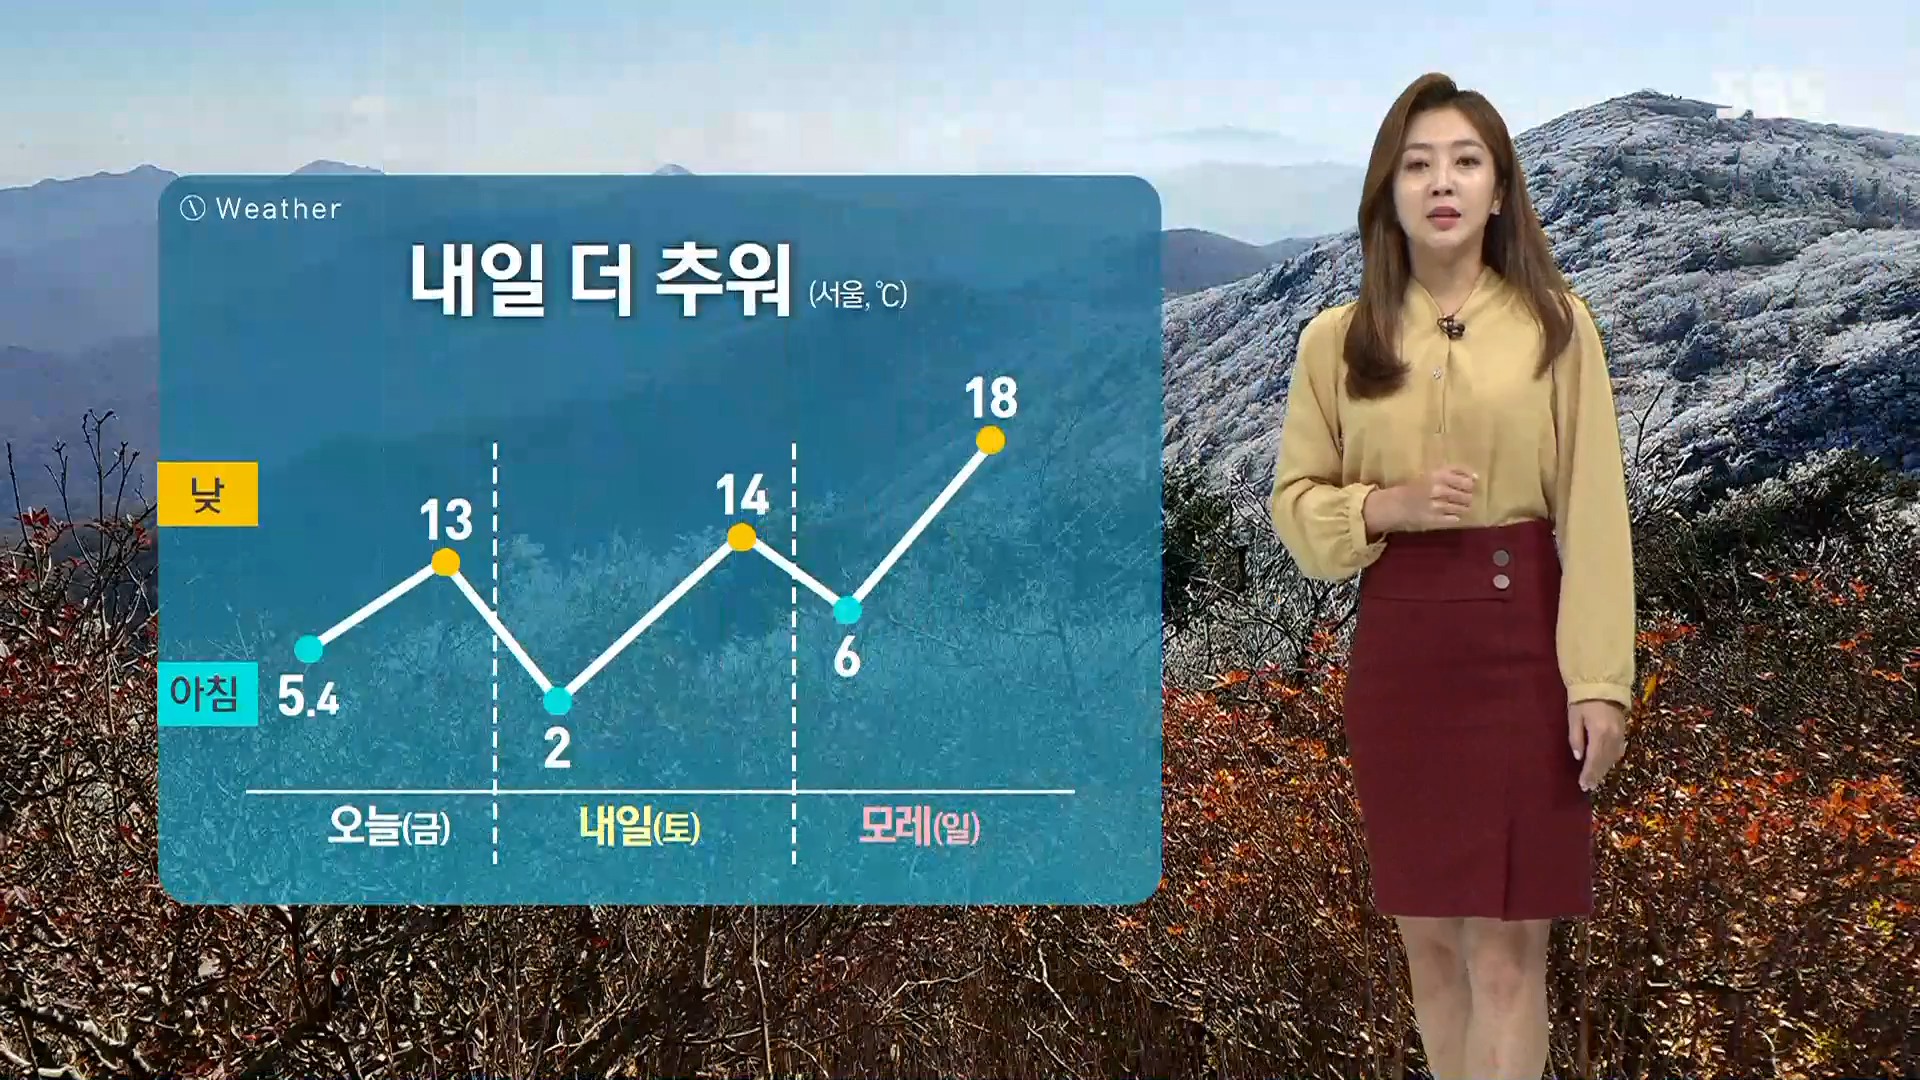 Weather
내일 더 추워 (서울, ℃)
18
14
13
낮
6
아침
5.4
2
오늘(금) 내일(토) 모레(일)
SBS